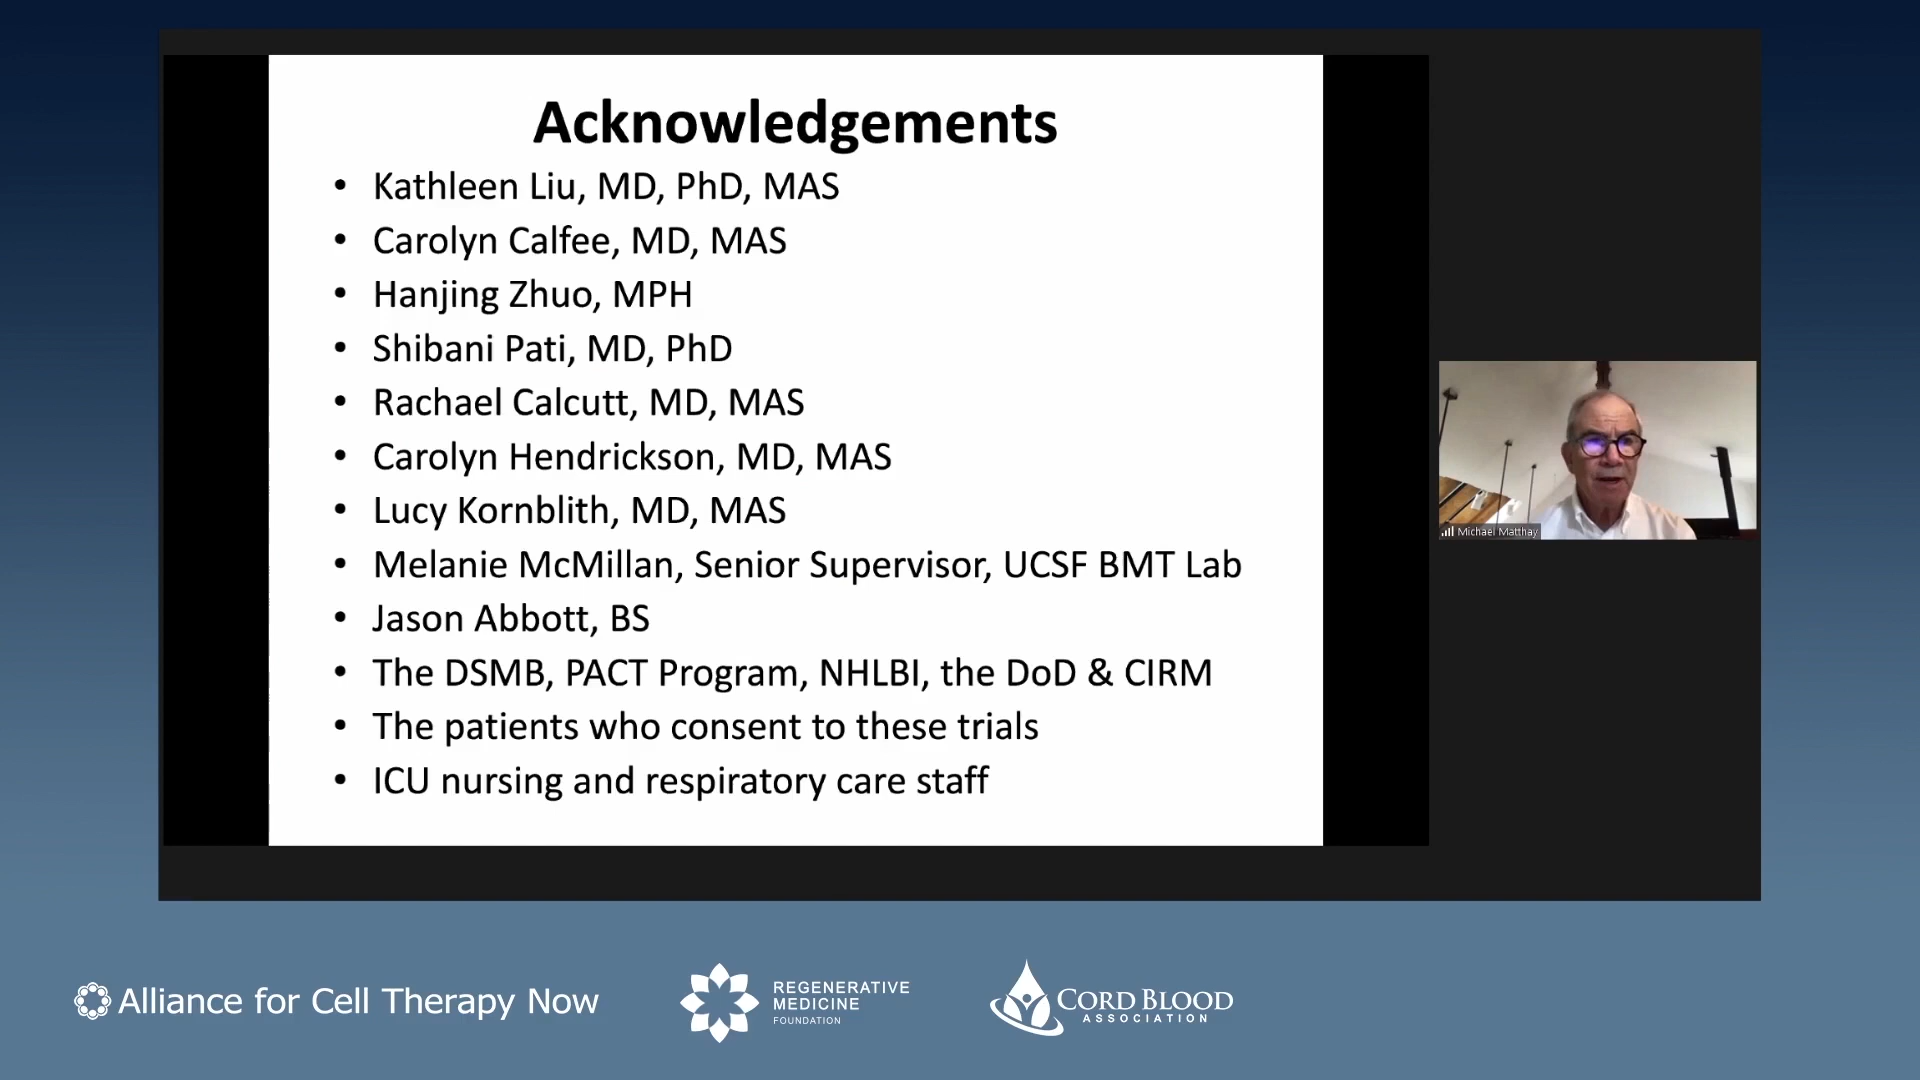 Acknowledgements
• Kathleen Liu, MD, PhD, MAS
• Carolyn Calfee, MD, MAS
• Hanjing Zhuo, MPH
• Shibani Pati, MD, PhD
• Rachael Calcutt, MD, MAS
• Carolyn Hendrickson, MD, MAS
• Lucy Kornblith, MD, MAS
• Melanie McMillan, Senior Supervisor, UCSF BMT Lab
• Jason Abbott, BS
• The DSMB, PACT Program, NHLBI, the DoD & CIRM
• The patients who consent to these trials
• ICU nursing and respiratory care staff
Michael Matthay
Alliance for Cell Therapy Now
REGENERATIVE
MEDICINE
FOUNDATION
CORD BLOOD
ASSOCIATION